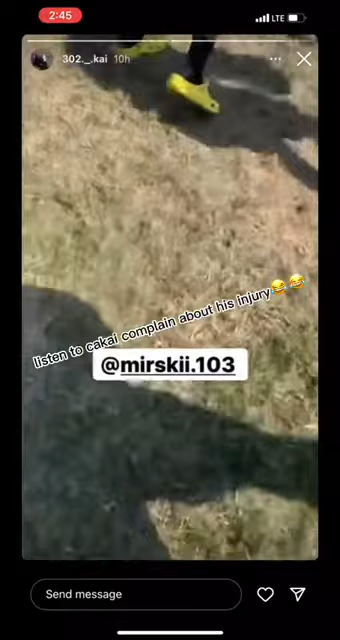 2:45
LTE
302._.kai 10h
listen to cakai complain about his injury😂😂
@mirskii.103
Send message